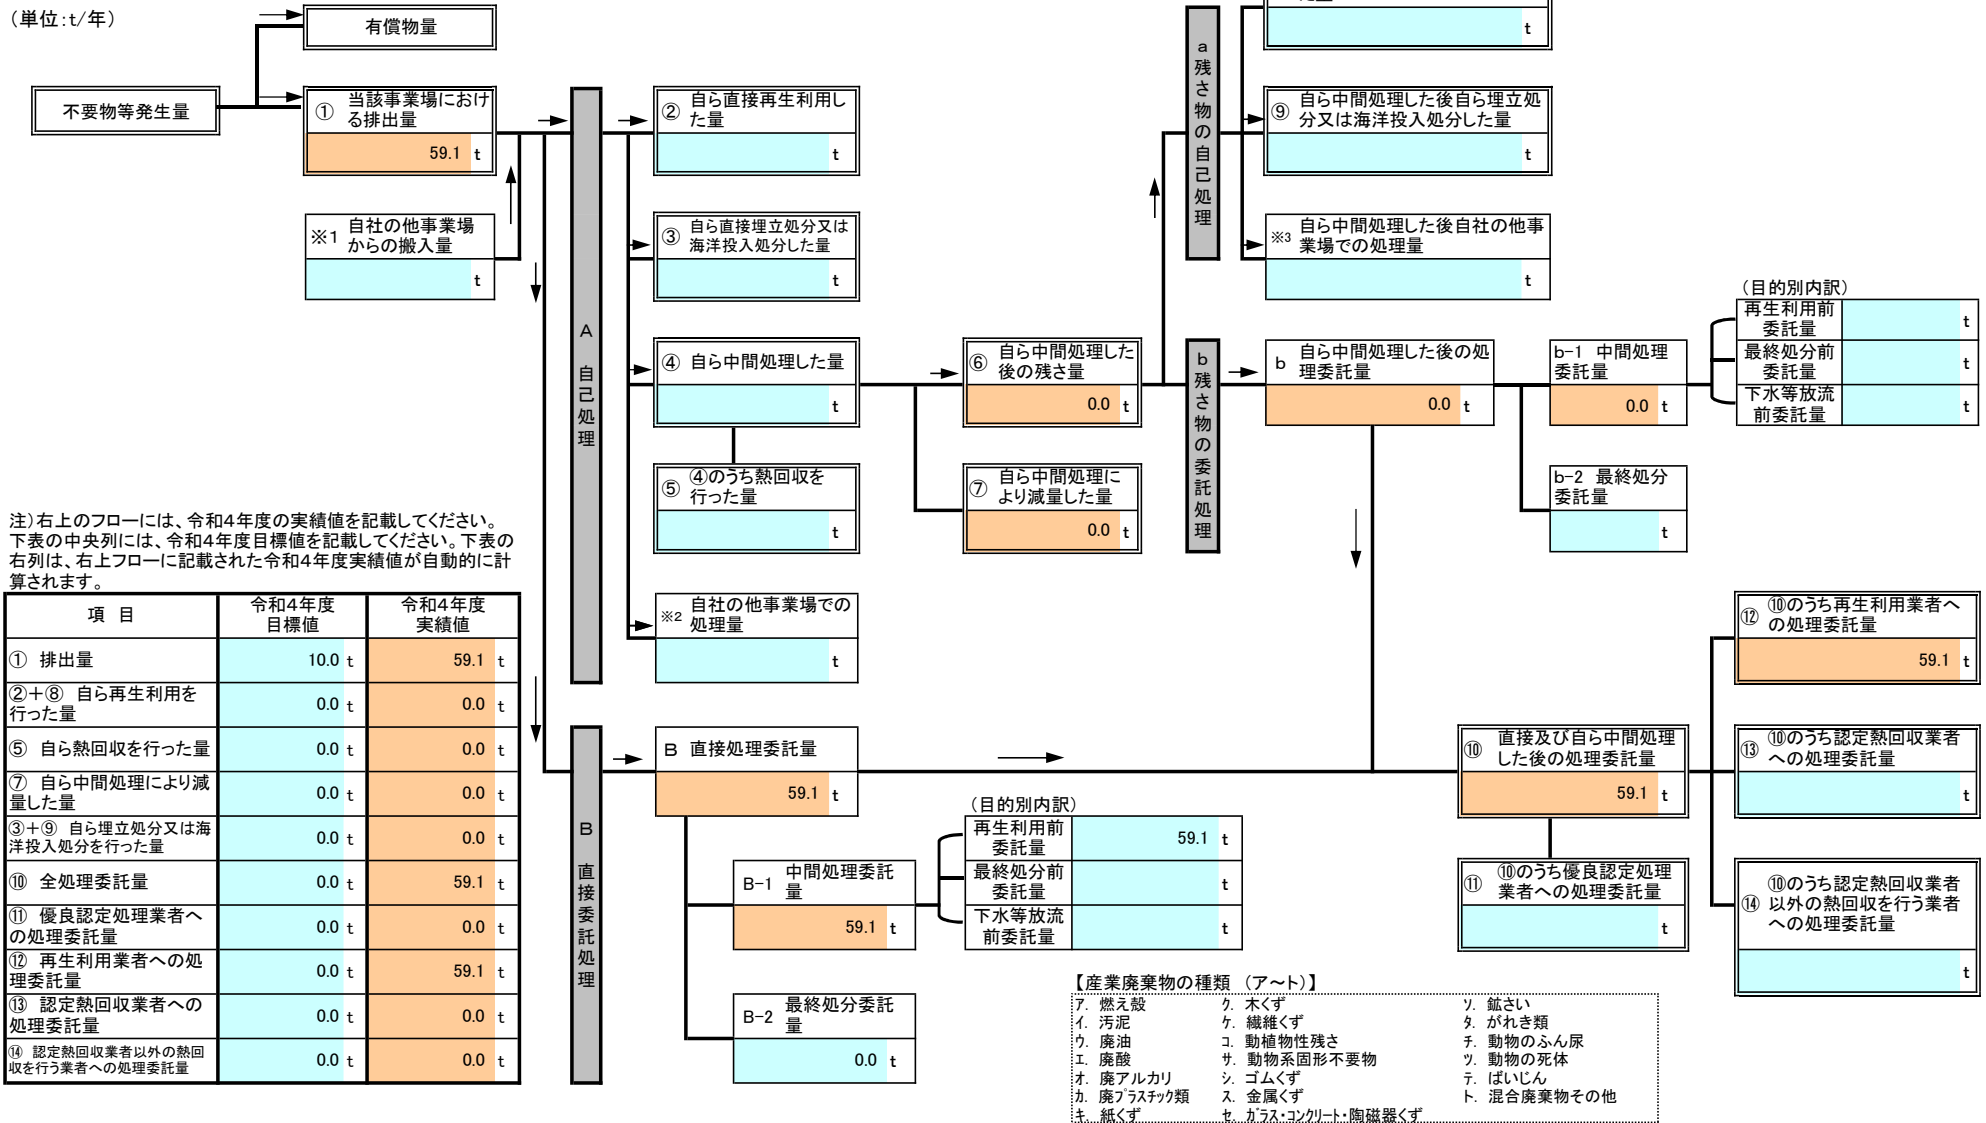 （単位：t/年）
有償物量
不要物等発生量
① 当該事業場におけ
る排出量
59.1 t
※1 自社の他事業場
からの搬入量
t
A 自己処理
② 自ら直接再生利用し
た量
t
③ 自ら直接埋立処分又は
海洋投入処分した量
t
④ 自ら中間処理した量
t
⑤ ④のうち熱回収を
行った量
t
※2 自社の他事業場での
処理量
t
⑥ 自ら中間処理した
後の残さ量
0.0 t
⑦ 自ら中間処理に
より減量した量
0.0 t
a 残さ物の自己処理
t
⑨ 自ら中間処理した後自ら埋立処
分又は海洋投入処分した量
t
※3 自ら中間処理した後自社の他事
業場での処理量
t
b 残さ物の委託処理
b 自ら中間処理した後の処
理委託量
0.0 t
b-1 中間処理
委託量
0.0 t
b-2 最終処分
委託量
t
（目的別内訳）
再生利用前
委託量
t
最終処分前
委託量
t
下水等放流
前委託量
t
注）右上のフローには、令和4年度の実績値を記載してください。
下表の中央列には、令和4年度目標値を記載してください。下表の
右列は、右上フローに記載された令和4年度実績値が自動的に計
算されます。
項 目 令和4年度 目標値 令和4年度 実績値
① 排出量 10.0 t 59.1 t
②＋⑧ 自ら再生利用を
行った量 0.0 t 0.0 t
⑤ 自ら熱回収を行った量 0.0 t 0.0 t
⑦ 自ら中間処理により減
量した量 0.0 t 0.0 t
③＋⑨ 自ら埋立処分又は海
洋投入処分を行った量 0.0 t 0.0 t
⑩ 全処理委託量 0.0 t 59.1 t
⑪ 優良認定処理業者へ
の処理委託量 0.0 t 0.0 t
⑫ 再生利用業者への処
理委託量 0.0 t 59.1 t
⑬ 認定熱回収業者への
処理委託量 0.0 t 0.0 t
⑭ 認定熱回収業者以外の熱回
収を行う業者への処理委託量 0.0 t 0.0 t
B 直接委託処理
B 直接処理委託量
59.1 t
B-1 中間処理委託
量
59.1 t
B-2 最終処分委託
量
0.0 t
（目的別内訳）
再生利用前
委託量
59.1 t
最終処分前
委託量
t
下水等放流
前委託量
t
⑩ 直接及び自ら中間処理
した後の処理委託量
59.1 t
⑪ ⑩のうち優良認定処理
業者への処理委託量
t
⑫ ⑩のうち再生利用業者へ
の処理委託量
59.1 t
⑬ ⑩のうち認定熱回収業者
への処理委託量
t
⑭ ⑩のうち認定熱回収業者
以外の熱回収を行う業者
への処理委託量
t
【産業廃棄物の種類 （ア～ト）】
ア. 燃え殻 ク. 木くず ソ. 鉱さい
イ. 汚泥 ケ. 繊維くず タ. がれき類
ウ. 廃油 コ. 動植物性残さ チ. 動物のふん尿
エ. 廃酸 サ. 動物系固形不要物 ツ. 動物の死体
オ. 廃アルカリ シ. ゴムくず テ. ばいじん
カ. 廃プラスチック類 ス. 金属くず ト. 混合廃棄物その他
キ. 紙くず セ. ガラス・コンクリート・陶磁器くず